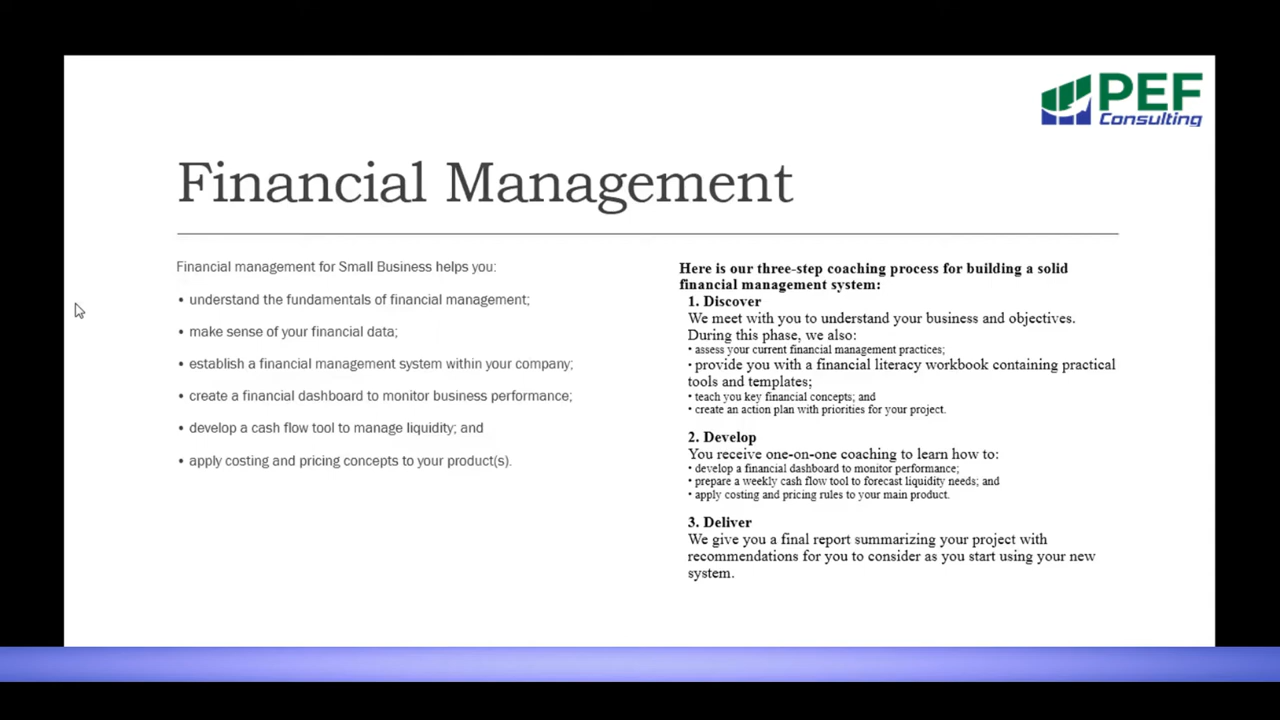 PEF
Consulting
Financial Management
Financial management for Small Business helps you:
• understand the fundamentals of financial management;
• make sense of your financial data;
• establish a financial management system within your company;
• create a financial dashboard to monitor business performance;
• develop a cash flow tool to manage liquidity; and
• apply costing and pricing concepts to your product(s).
Here is our three-step coaching process for building a solid
financial management system:
1. Discover
We meet with you to understand your business and objectives.
During this phase, we also:
• assess your current financial management practices;
• provide you with a financial literacy workbook containing practical
tools and templates;
• teach you key financial concepts; and
• create an action plan with priorities for your project.
2. Develop
You receive one-on-one coaching to learn how to:
• develop a financial dashboard to monitor performance;
• prepare a weekly cash flow tool to forecast liquidity needs; and
• apply costing and pricing rules to your main product.
3. Deliver
We give you a final report summarizing your project with
recommendations for you to consider as you start using your new
system.